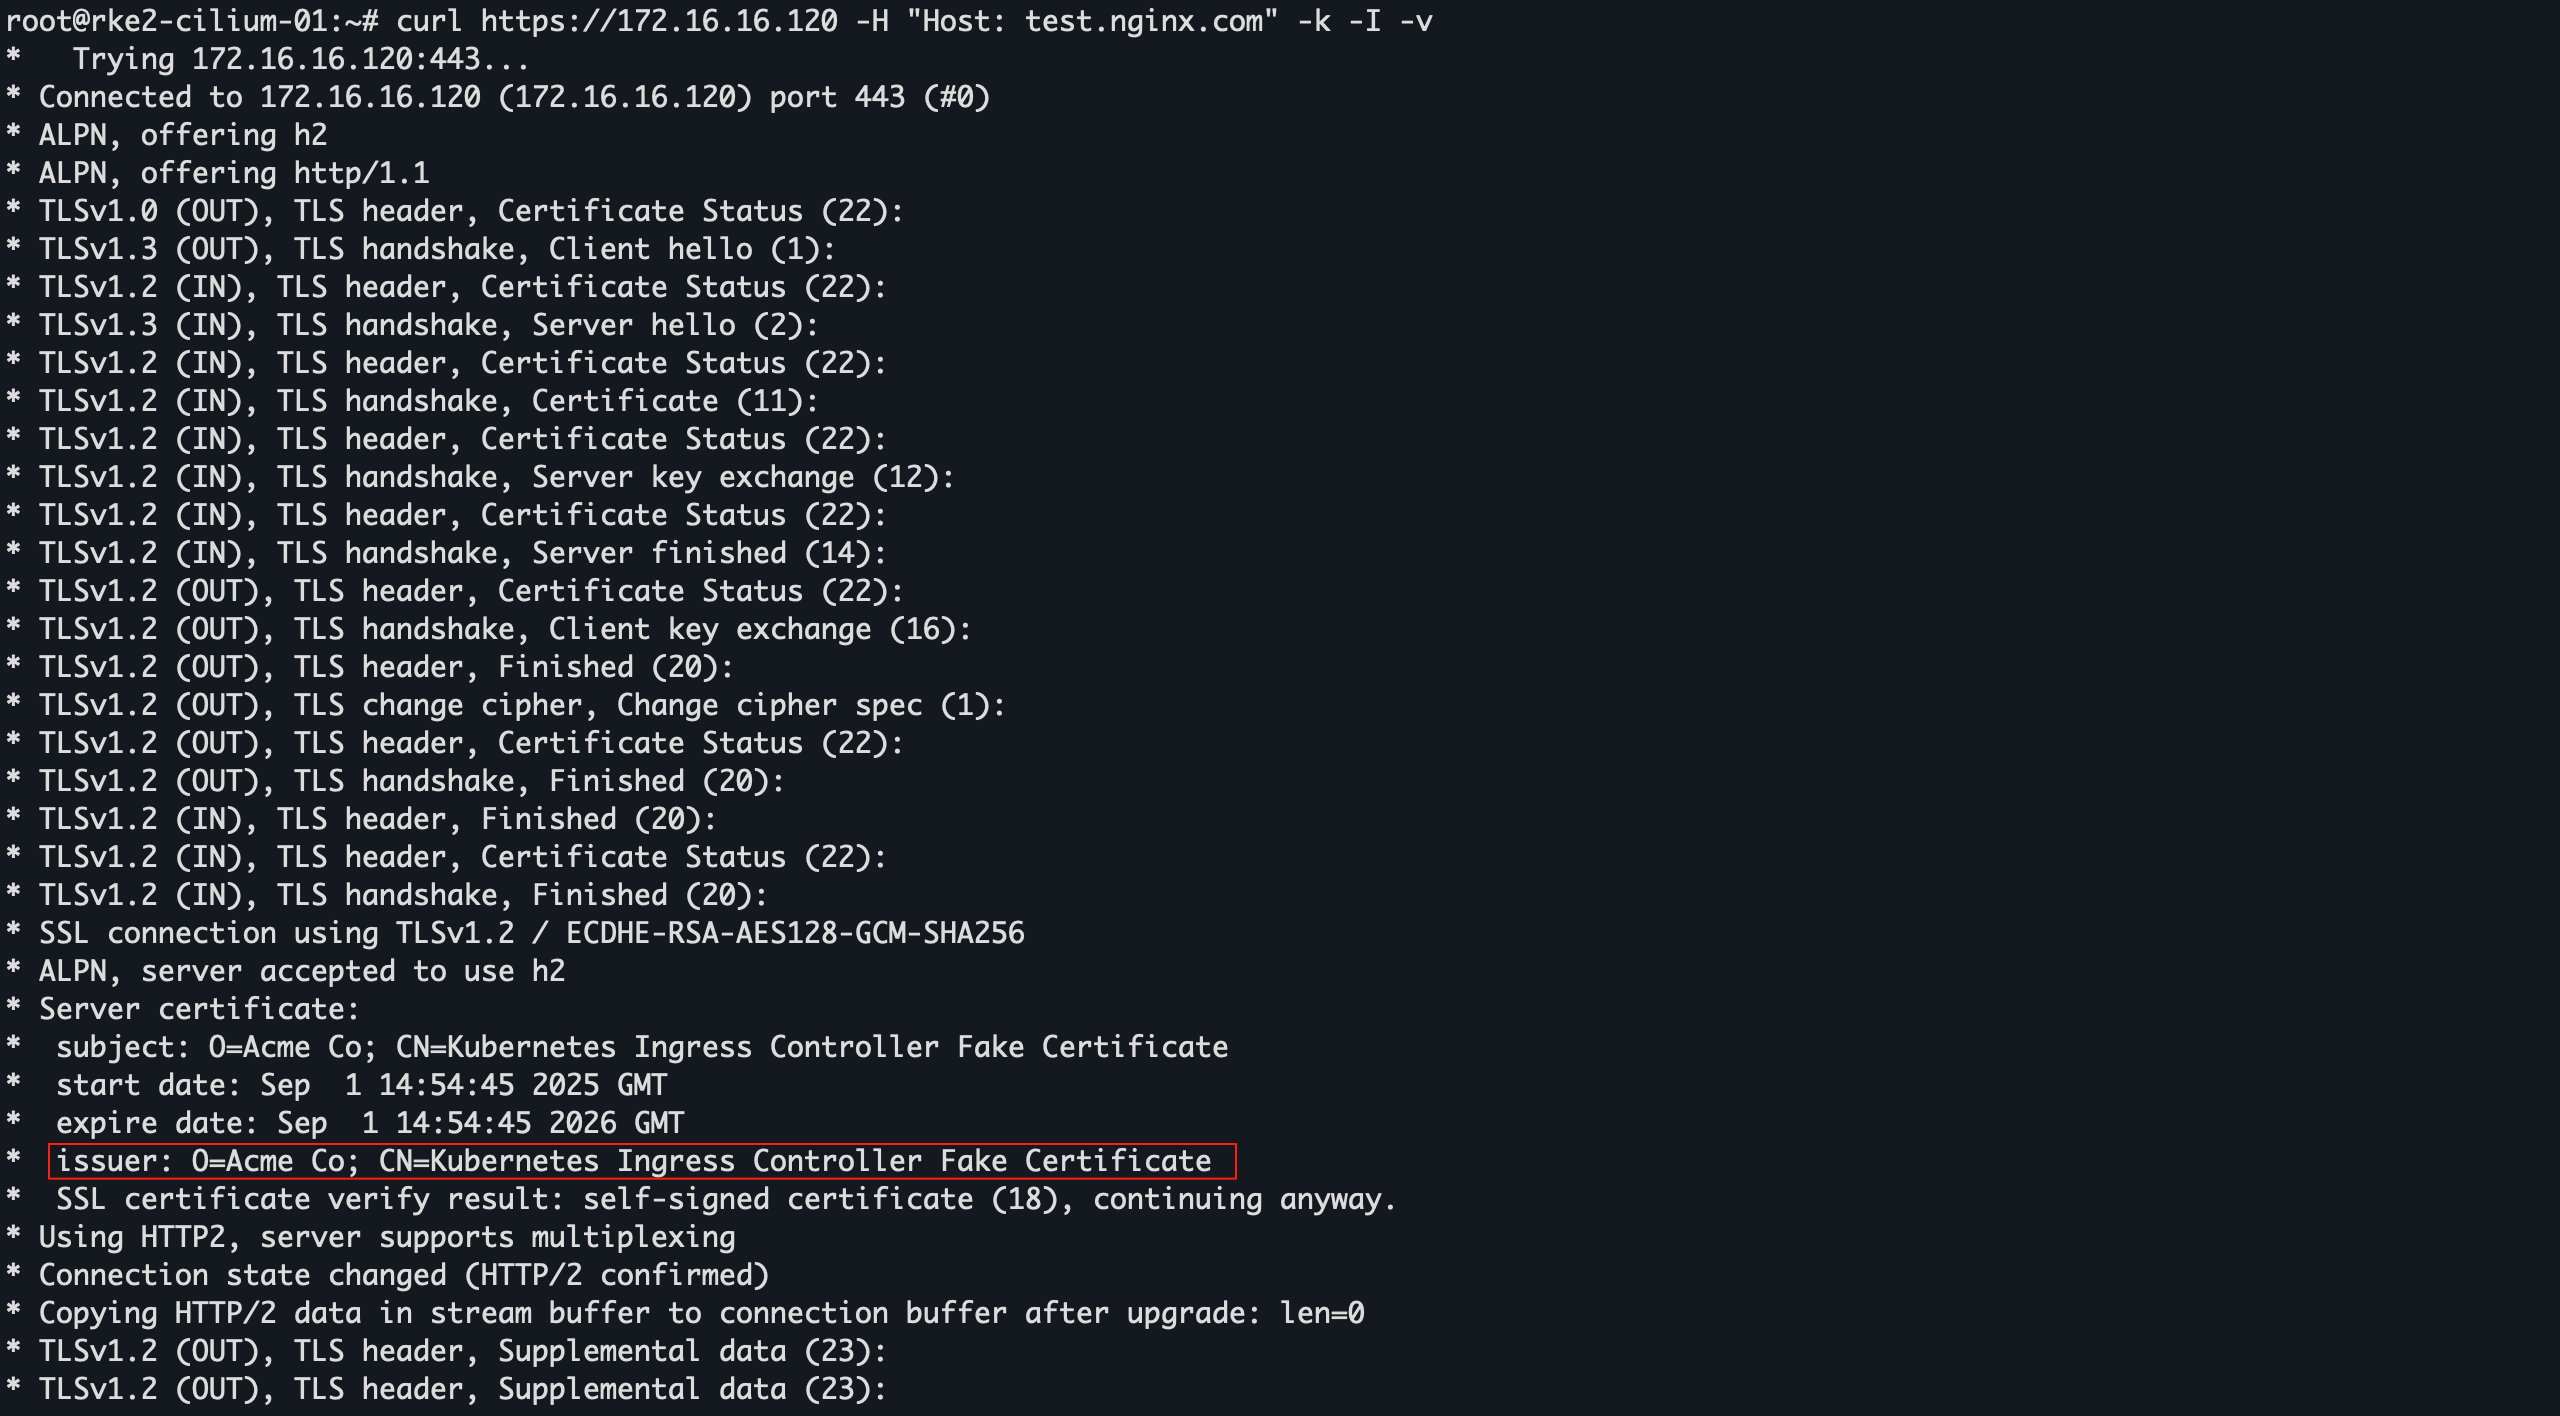 root@rke2-cilium-01:~# curl https://172.16.16.120 -H "Host: test.nginx.com" -k -I -v
*   Trying 172.16.16.120:443...
* Connected to 172.16.16.120 (172.16.16.120) port 443 (#0)
* ALPN, offering h2
* ALPN, offering http/1.1
* TLSv1.0 (OUT), TLS header, Certificate Status (22):
* TLSv1.3 (OUT), TLS handshake, Client hello (1):
* TLSv1.2 (IN), TLS header, Certificate Status (22):
* TLSv1.3 (IN), TLS handshake, Server hello (2):
* TLSv1.2 (IN), TLS header, Certificate Status (22):
* TLSv1.2 (IN), TLS handshake, Certificate (11):
* TLSv1.2 (IN), TLS header, Certificate Status (22):
* TLSv1.2 (IN), TLS handshake, Server key exchange (12):
* TLSv1.2 (IN), TLS header, Certificate Status (22):
* TLSv1.2 (IN), TLS handshake, Server finished (14):
* TLSv1.2 (OUT), TLS header, Certificate Status (22):
* TLSv1.2 (OUT), TLS handshake, Client key exchange (16):
* TLSv1.2 (OUT), TLS header, Finished (20):
* TLSv1.2 (OUT), TLS change cipher, Change cipher spec (1):
* TLSv1.2 (OUT), TLS header, Certificate Status (22):
* TLSv1.2 (OUT), TLS handshake, Finished (20):
* TLSv1.2 (IN), TLS header, Finished (20):
* TLSv1.2 (IN), TLS header, Certificate Status (22):
* TLSv1.2 (IN), TLS handshake, Finished (20):
* SSL connection using TLSv1.2 / ECDHE-RSA-AES128-GCM-SHA256
* ALPN, server accepted to use h2
* Server certificate:
*  subject: O=Acme Co; CN=Kubernetes Ingress Controller Fake Certificate
*  start date: Sep  1 14:54:45 2025 GMT
*  expire date: Sep  1 14:54:45 2026 GMT
*  issuer: O=Acme Co; CN=Kubernetes Ingress Controller Fake Certificate
*  SSL certificate verify result: self-signed certificate (18), continuing anyway.
* Using HTTP2, server supports multiplexing
* Connection state changed (HTTP/2 confirmed)
* Copying HTTP/2 data in stream buffer to connection buffer after upgrade: len=0
* TLSv1.2 (OUT), TLS header, Supplemental data (23):
* TLSv1.2 (OUT), TLS header, Supplemental data (23):